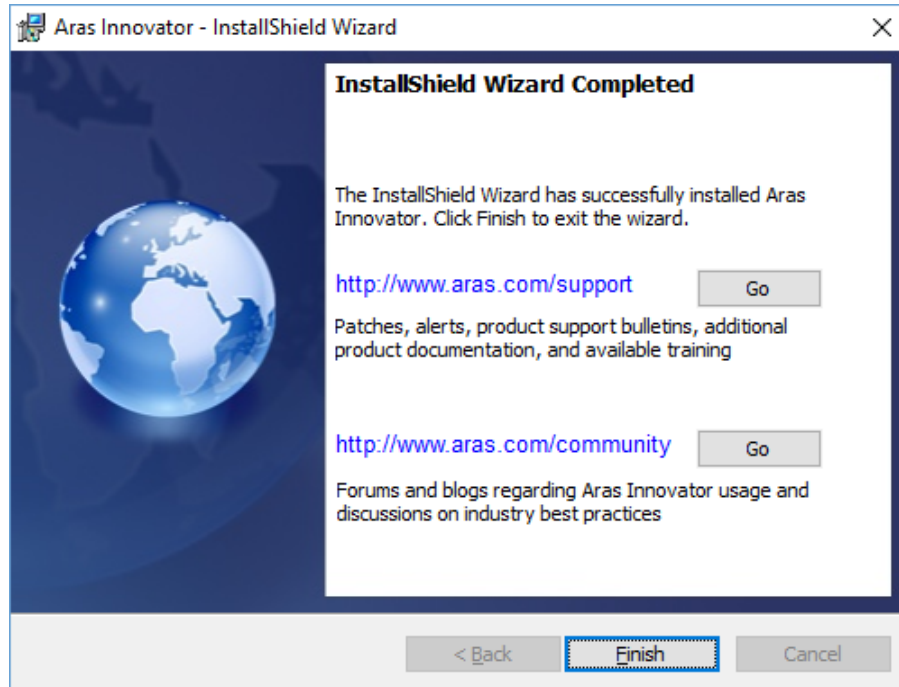 Aras Innovator - InstallShield Wizard
InstallShield Wizard Completed
The InstallShield Wizard has successfully installed Aras
Innovator. Click Finish to exit the wizard.
http://www.aras.com/support
Go
Patches, alerts, product support bulletins, additional
product documentation, and available training
http://www.aras.com/community
Go
Forums and blogs regarding Aras Innovator usage and
discussions on industry best practices
< Back
Finish
Cancel